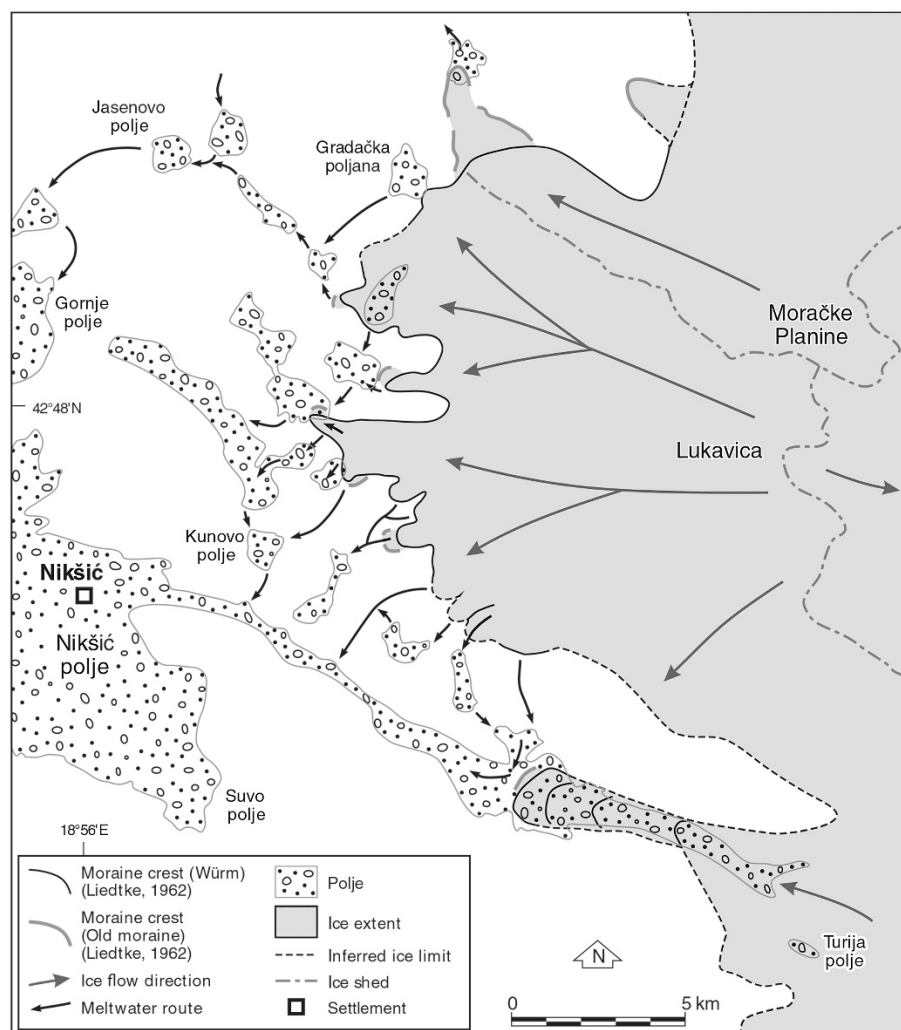 Jasenovo
polje
Gradačka
poljana
Gornje
polje
Moračke
Planine
42°48'N
Lukavica
Kunovo
polje
Nikšić
Nikšić
polje
Suvo
polje
18°56'E
Turija
polje
Moraine crest (Würm)
(Liedtke, 1962)
Moraine crest
(Old moraine)
(Liedtke, 1962)
Ice flow direction
Meltwater route
Polje
Ice extent
Inferred ice limit
Ice shed
Settlement
N
0 5 km